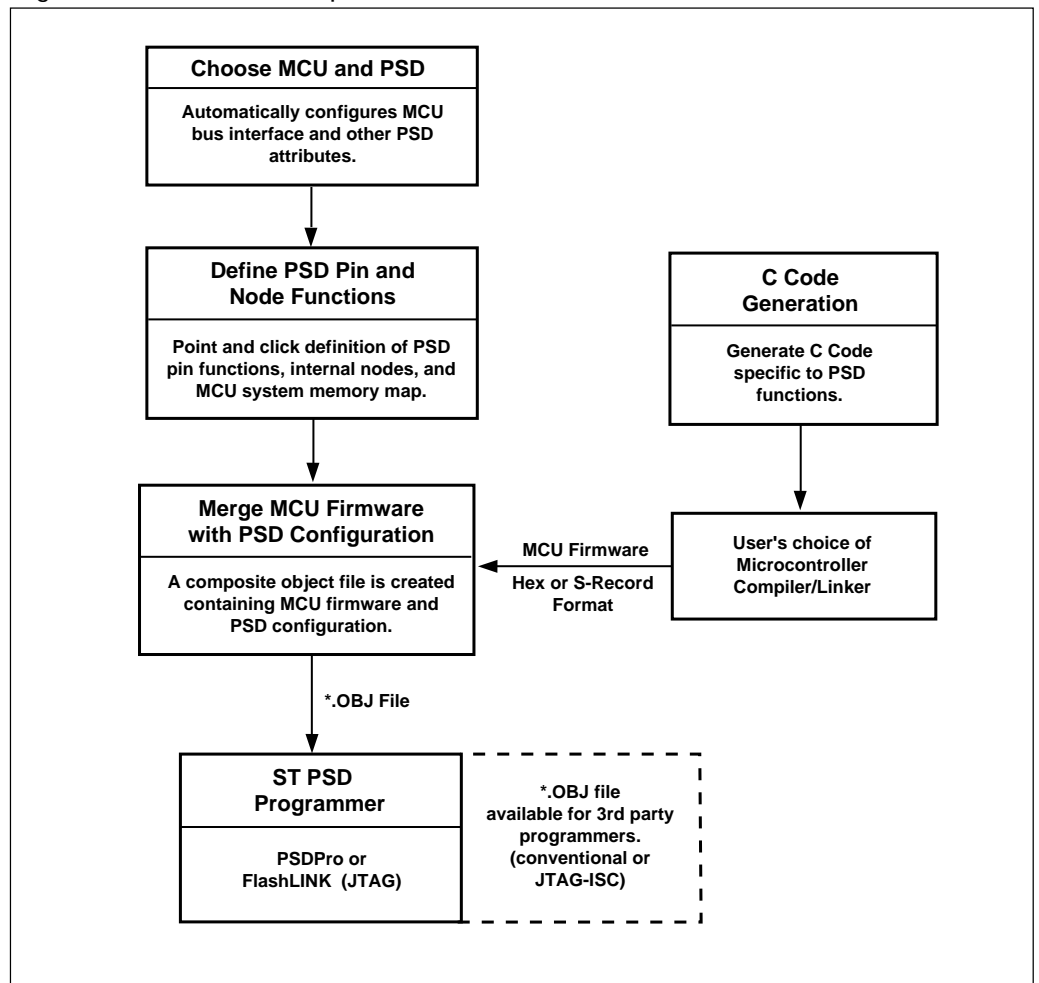 Choose MCU and PSD
Automatically configures MCU
bus interface and other PSD
attributes.
Define PSD Pin and
Node Functions
Point and click definition of PSD
pin functions, internal nodes, and
MCU system memory map.
C Code
Generation
Generate C Code
specific to PSD
functions.
Merge MCU Firmware
with PSD Configuration
A composite object file is created
containing MCU firmware and
PSD configuration.
MCU Firmware
Hex or S-Record
Format
User's choice of
Microcontroller
Compiler/Linker
*.OBJ File
ST PSD
Programmer
PSDPro or
FlashLINK (JTAG)
*.OBJ file
available for 3rd party
programmers.
(conventional or
JTAG-ISC)